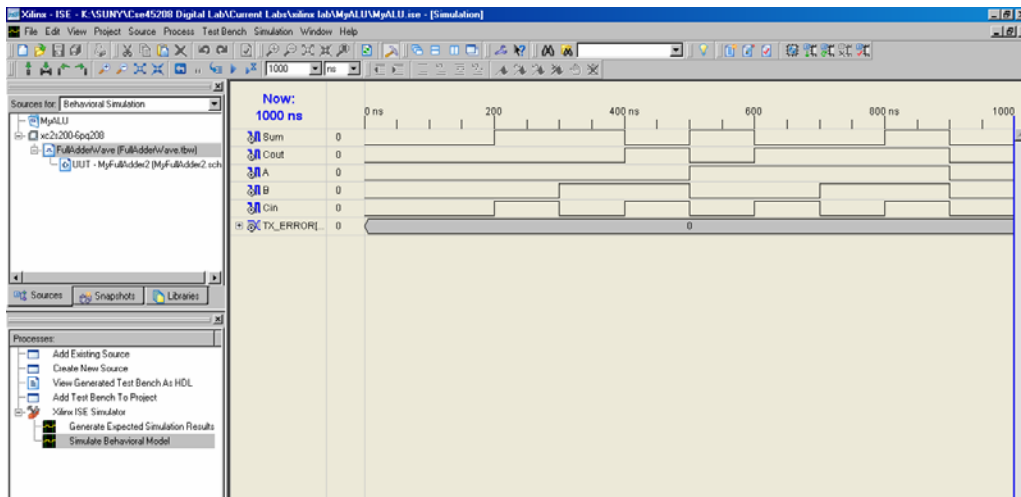 Xilinx - ISE - K:\SUNY\Cse45208 Digital Lab\Current Labs\xilinx lab\MyALU\MyALU.ise - [Simulation]
File Edit View Project Source Process Test Bench Simulation Window Help
1000 ns
Sources for: Behavioral Simulation
MyALU
xc2s200-6pq208
FullAdderWave (FullAdderWave.tbw)
UUT - MyFullAdder2 (MyFullAdder2.sch
Sources Snapshots Libraries
Processes:
Add Existing Source
Create New Source
View Generated Test Bench As HDL
Add Test Bench To Project
Xilinx ISE Simulator
Generate Expected Simulation Results
Simulate Behavioral Model
Now:
1000 ns
0 ns 200 400 ns 600 800 ns 1000
Sum 0
Cout 0
A 0
B 0
Cin 0
TX_ERROR[... 0 0